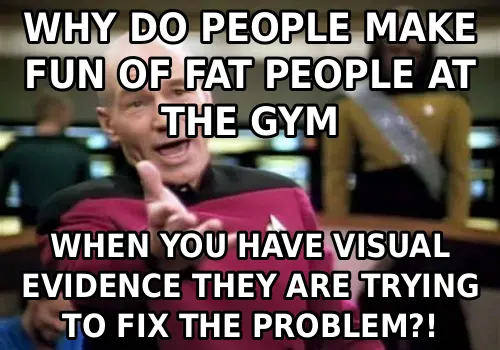 WHY DO PEOPLE MAKE
FUN OF FAT PEOPLE AT
THE GYM
WHEN YOU HAVE VISUAL
EVIDENCE THEY ARE TRYING
TO FIX THE PROBLEM?!